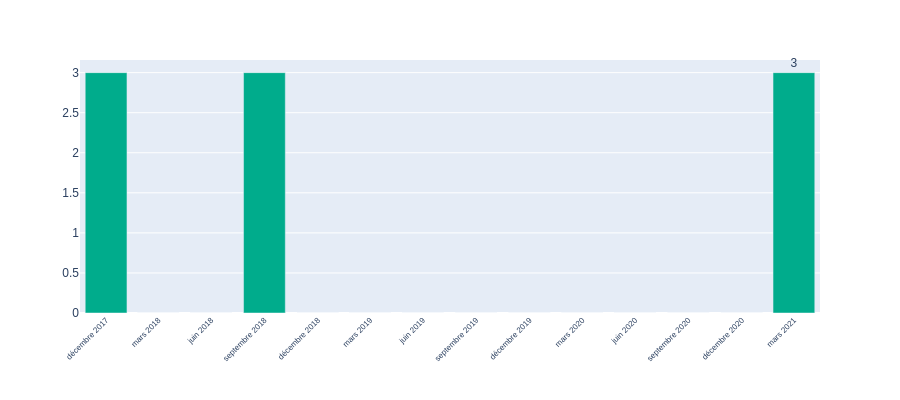 3
3
2.5
2
1.5
1
0.5
0
décembre 2017
mars 2018
juin 2018
septembre 2018
décembre 2018
mars 2019
juin 2019
septembre 2019
décembre 2019
mars 2020
juin 2020
septembre 2020
décembre 2020
mars 2021